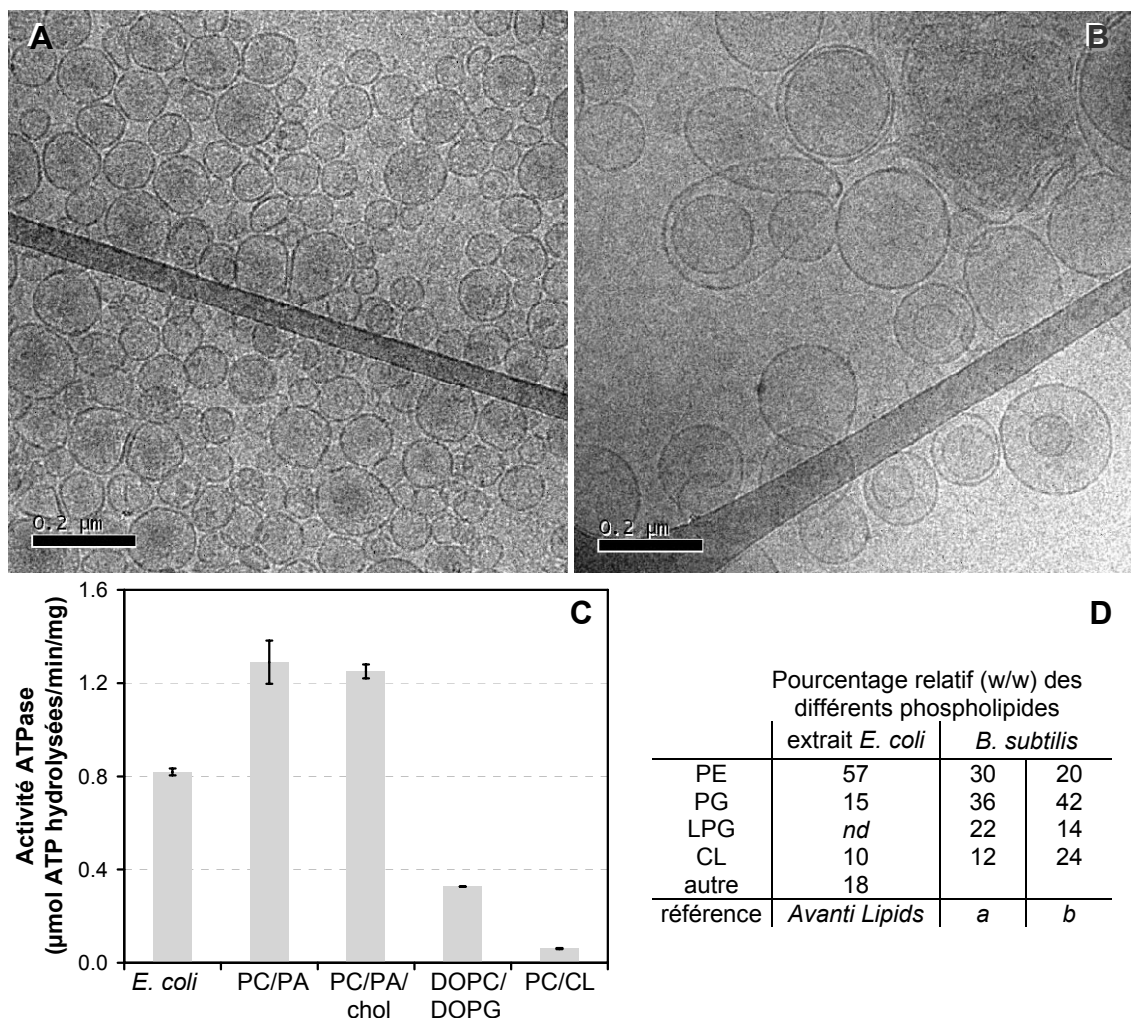 A
B
0.2 µm
0.2 µm
C
Activité ATPase
(µmol ATP hydrolysées/min/mg)
1.6
1.2
0.8
0.4
0.0
E. coli
PC/PA
PC/PA/
chol
DOPC/
DOPG
PC/CL
D
Pourcentage relatif (w/w) des
différents phospholipides
extrait E. coli B. subtilis
PE 57 30 20
PG 15 36 42
LPG nd 22 14
CL 10 12 24
autre 18
référence Avanti Lipids a b